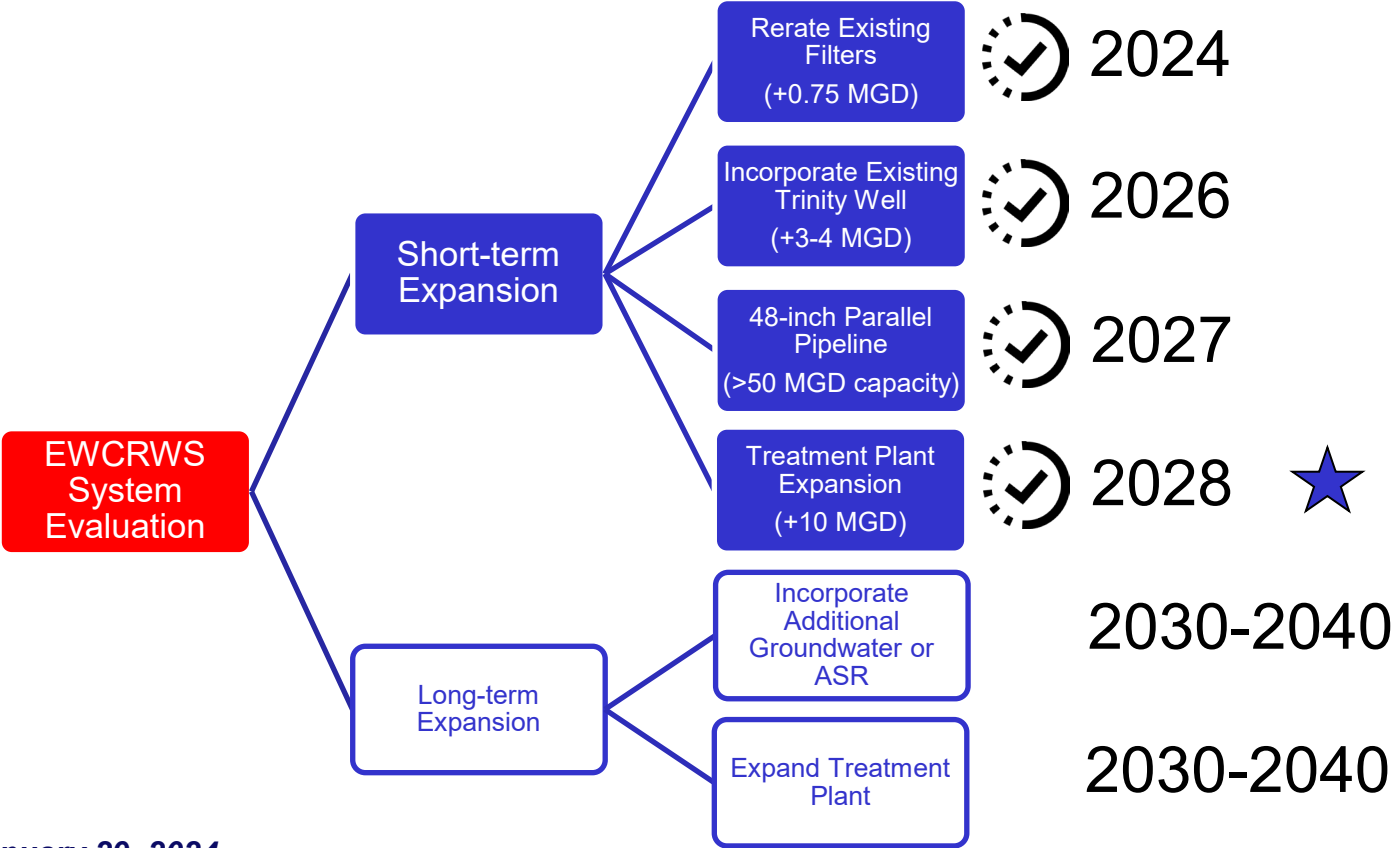 Rerate Existing
Filters
(+0.75 MGD)
2024
Incorporate Existing
Trinity Well
(+3-4 MGD)
2026
Short-term
Expansion
48-inch Parallel
Pipeline
(>50 MGD capacity)
2027
EWCRWS
System
Evaluation
Treatment Plant
Expansion
(+10 MGD)
2028
Incorporate
Additional
Groundwater or
ASR
2030-2040
Long-term
Expansion
Expand Treatment
Plant
2030-2040